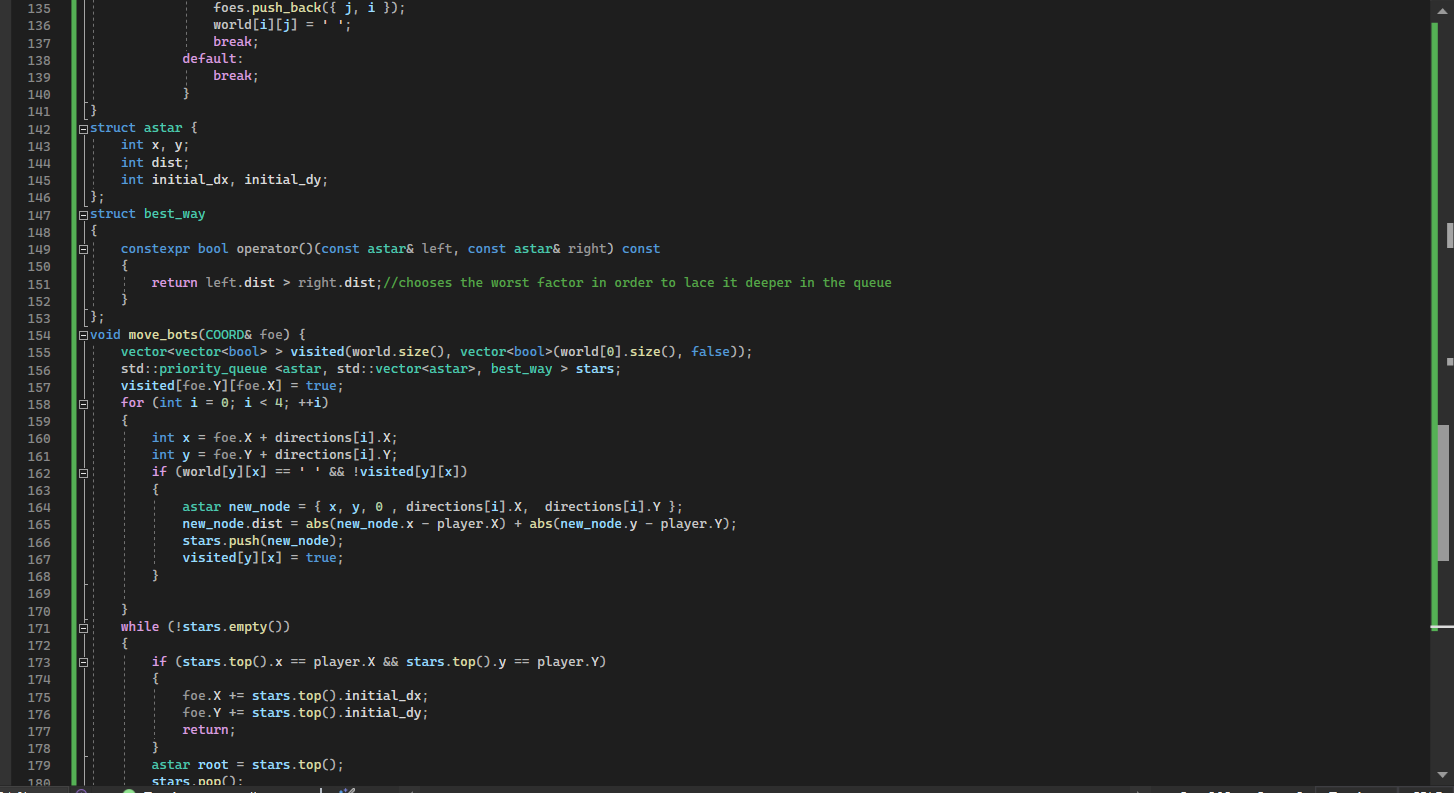 135 foes.push_back({ j, i });
136 world[i][j] = ' ';
137 break;
138 default:
139 break;
140 }
141 }
142 struct astar {
143 int x, y;
144 int dist;
145 int initial_dx, initial_dy;
146 };
147 struct best_way
148 {
149 constexpr bool operator()(const astar& left, const astar& right) const
150 {
151 return left.dist > right.dist;//chooses the worst factor in order to lace it deeper in the queue
152 }
153 };
154 void move_bots(COORD& foe) {
155 vector<vector<bool> > visited(world.size(), vector<bool>(world[0].size(), false));
156 std::priority_queue <astar, std::vector<astar>, best_way > stars;
157 visited[foe.Y][foe.X] = true;
158 for (int i = 0; i < 4; ++i)
159 {
160 int x = foe.X + directions[i].X;
161 int y = foe.Y + directions[i].Y;
162 if (world[y][x] == ' ' && !visited[y][x])
163 {
164 astar new_node = { x, y, 0 , directions[i].X,  directions[i].Y };
165 new_node.dist = abs(new_node.x - player.X) + abs(new_node.y - player.Y);
166 stars.push(new_node);
167 visited[y][x] = true;
168 }
169
170 }
171 while (!stars.empty())
172 {
173 if (stars.top().x == player.X && stars.top().y == player.Y)
174 {
175 foe.X += stars.top().initial_dx;
176 foe.Y += stars.top().initial_dy;
177 return;
178 }
179 astar root = stars.top();
180 stars.pop();